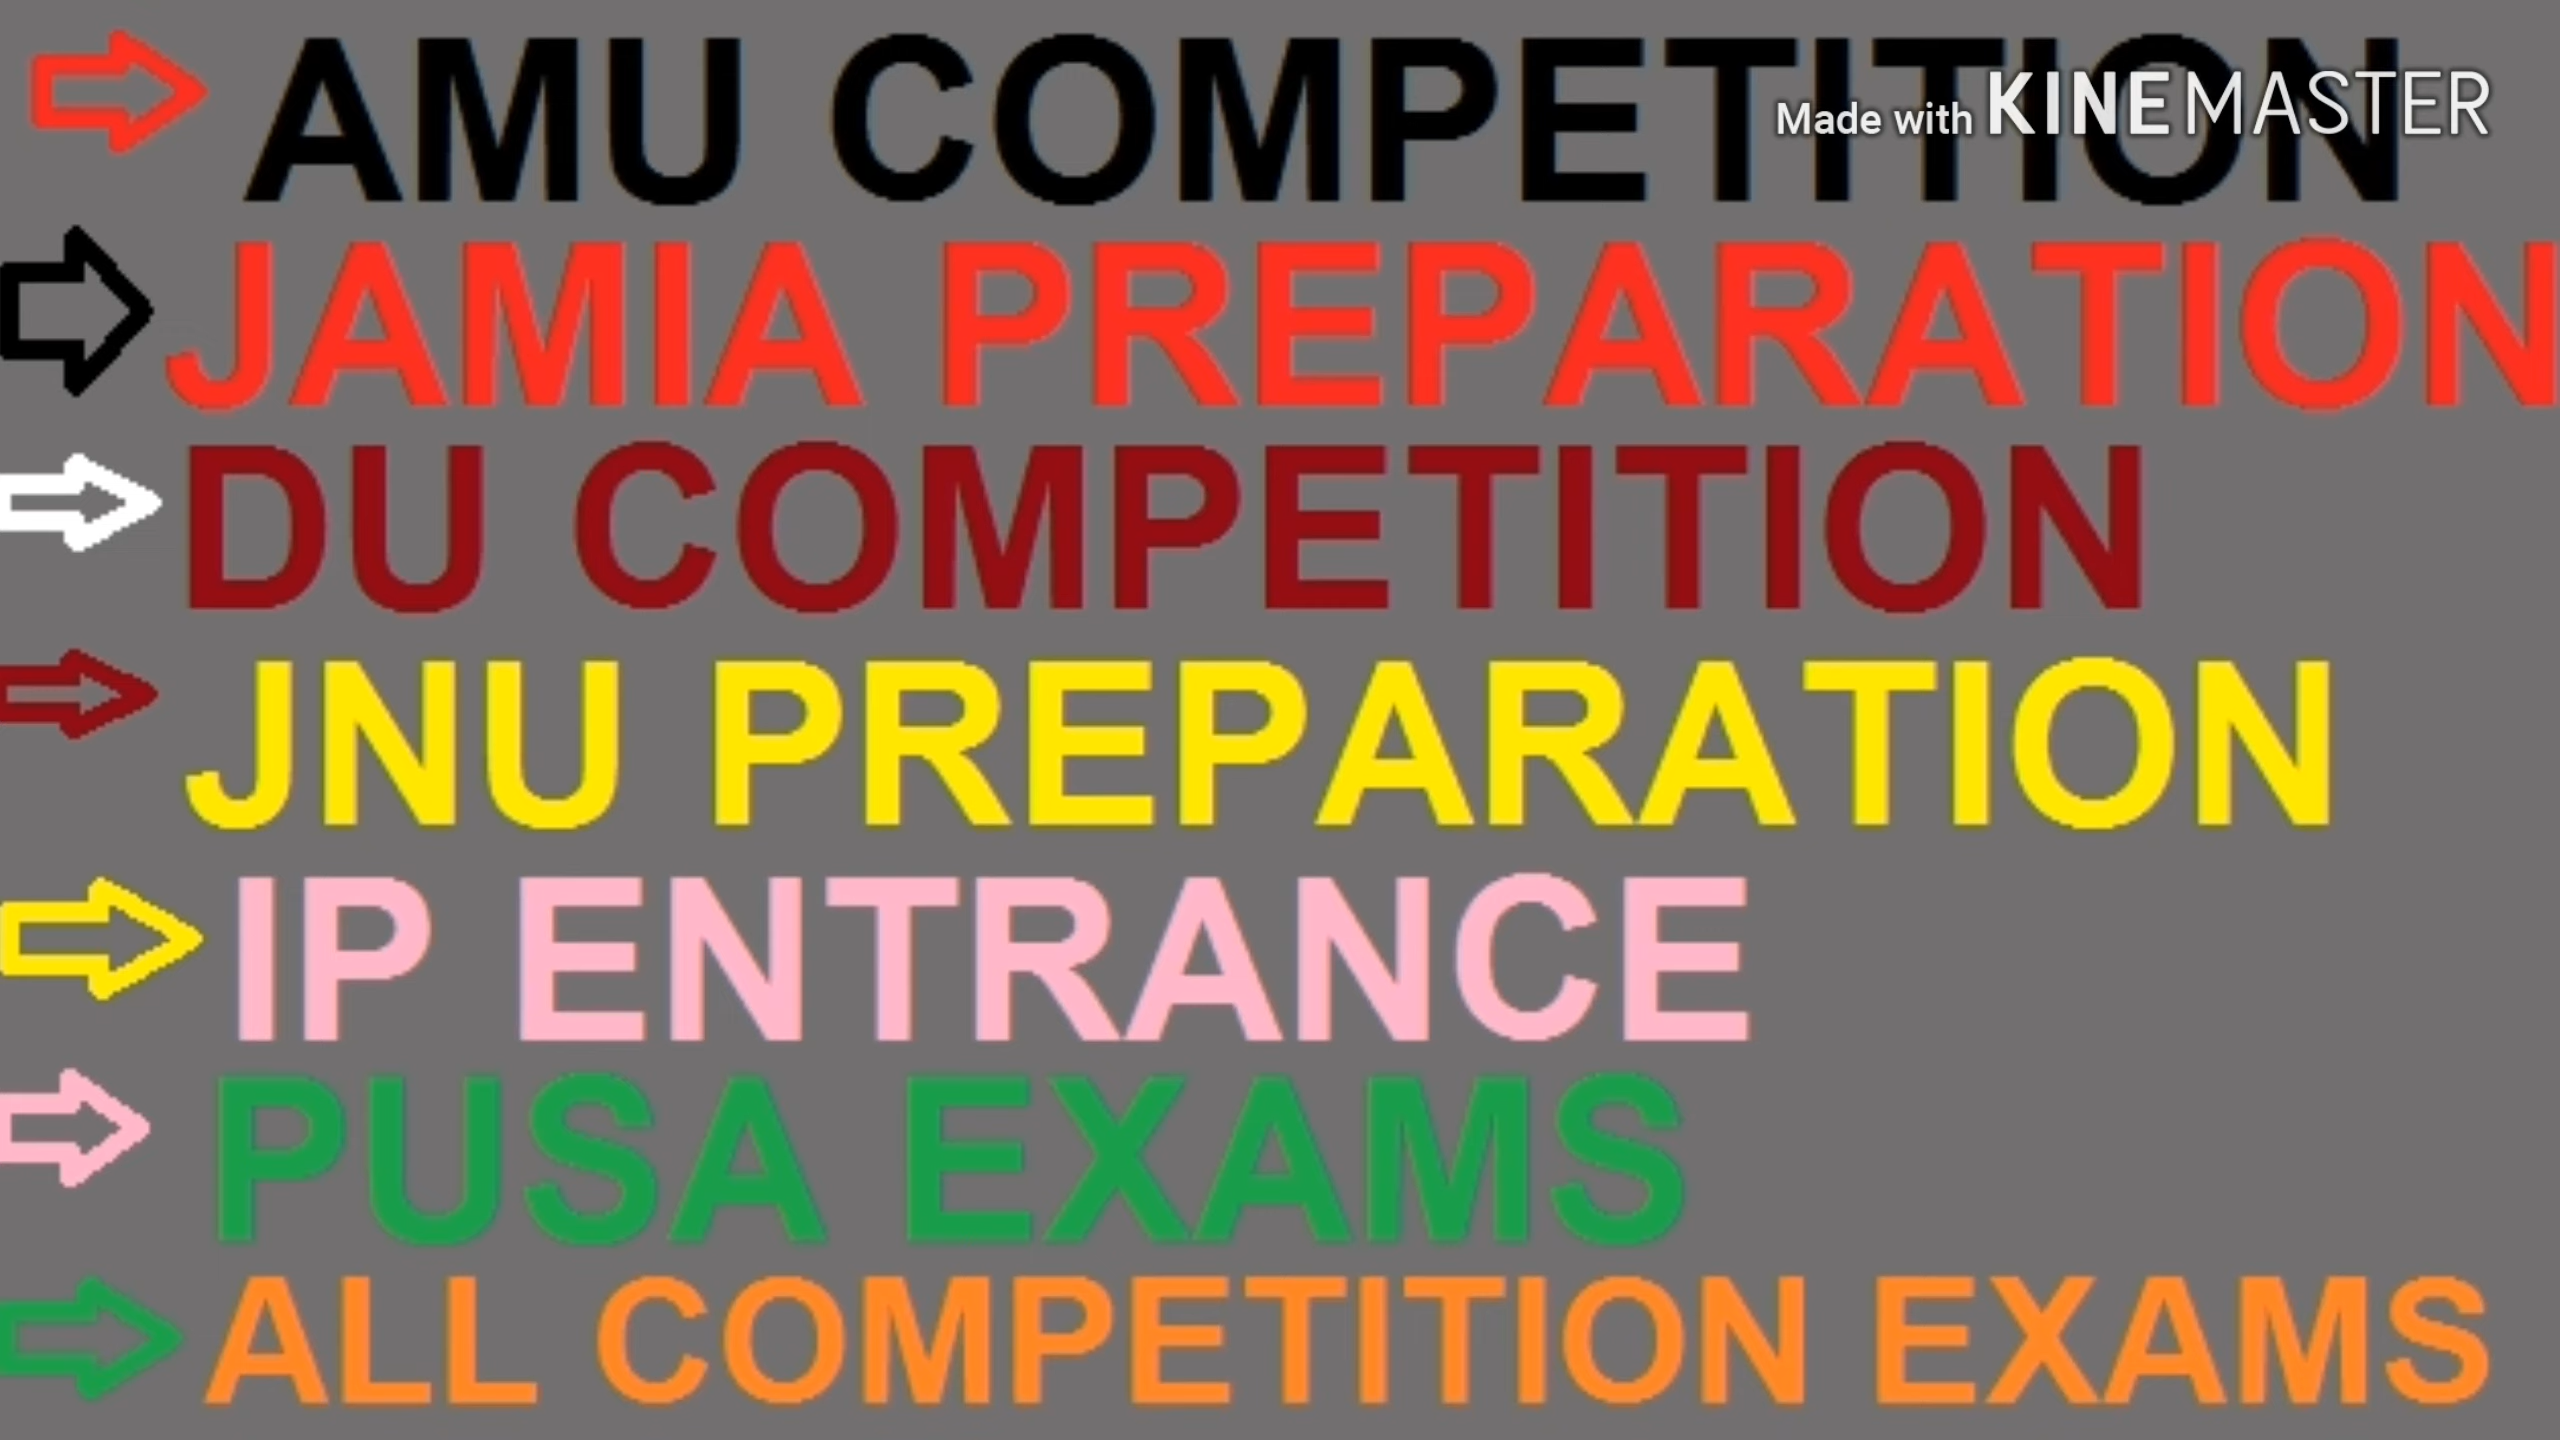 AMU COMPETITION
Made with KINEMASTER
JAMIA PREPARATION
DU COMPETITION
JNU PREPARATION
IP ENTRANCE
PUSA EXAMS
ALL COMPETITION EXAMS